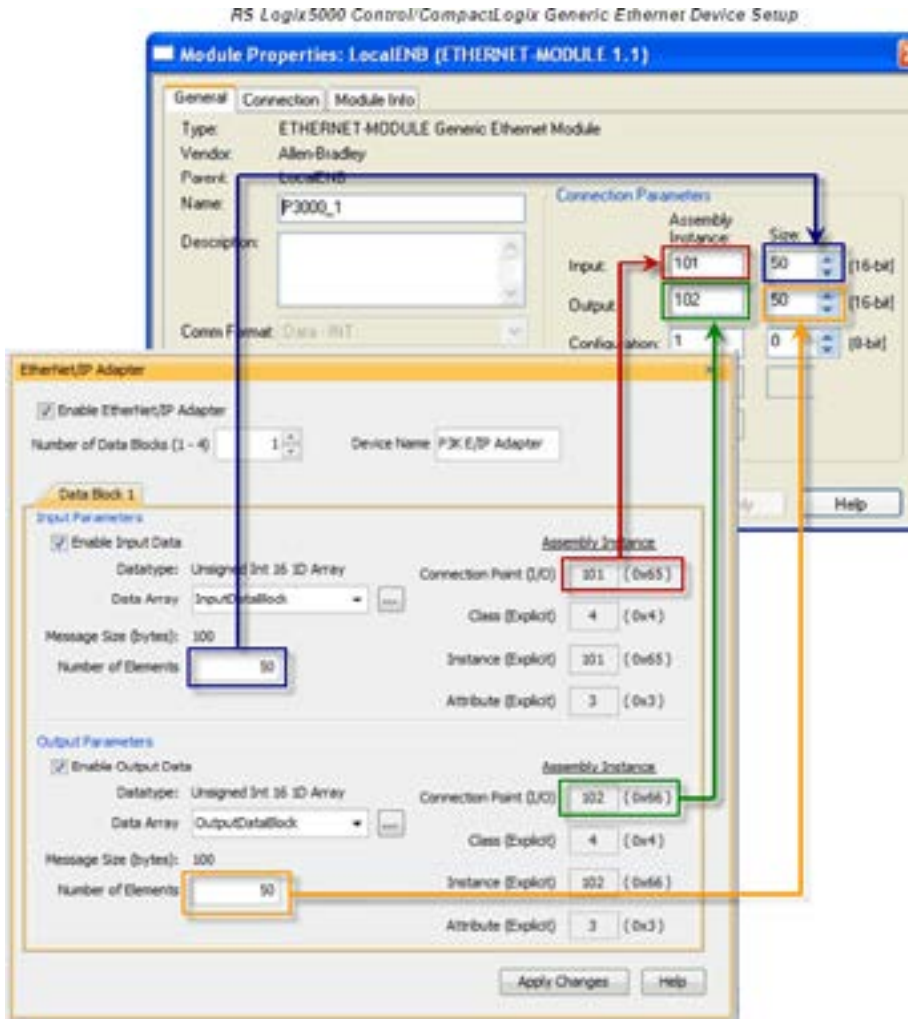 RS Logix5000 Control/CompactLogix Generic Ethernet Device Setup
Module Properties: LocalENB (ETHERNET-MODULE 1.1)
General Connection Module Info
Type: ETHERNET-MODULE Generic Ethernet Module
Vendor: Allen-Bradley
Parent: LocalENB
Name: P3000_1
Connection Parameters
Assembly
Instance: Size:
Description:
Input: 101 50 (16-bit)
Output: 102 50 (16-bit)
Comm Format: Data - INT
Configuration: 1 0 (8-bit)
Help
EtherNet/IP Adapter
Enable EtherNet/IP Adapter
Number of Data Blocks (1 - 4) 1 Device Name P3K E/IP Adapter
Data Block 1
Input Parameters
Enable Input Data Assembly Instance
Datatype: Unsigned Int 16 1D Array Connection Point (I/O) 101 (0x65)
Data Array InputDataBlock ... Class (Explicit) 4 (0x4)
Message Size (bytes): 100
Number of Elements 50 Instance (Explicit) 101 (0x65)
Attribute (Explicit) 3 (0x3)
Output Parameters
Enable Output Data Assembly Instance
Datatype: Unsigned Int 16 1D Array Connection Point (I/O) 102 (0x66)
Data Array OutputDataBlock ... Class (Explicit) 4 (0x4)
Message Size (bytes): 100
Number of Elements 50 Instance (Explicit) 102 (0x66)
Attribute (Explicit) 3 (0x3)
Apply Changes Help